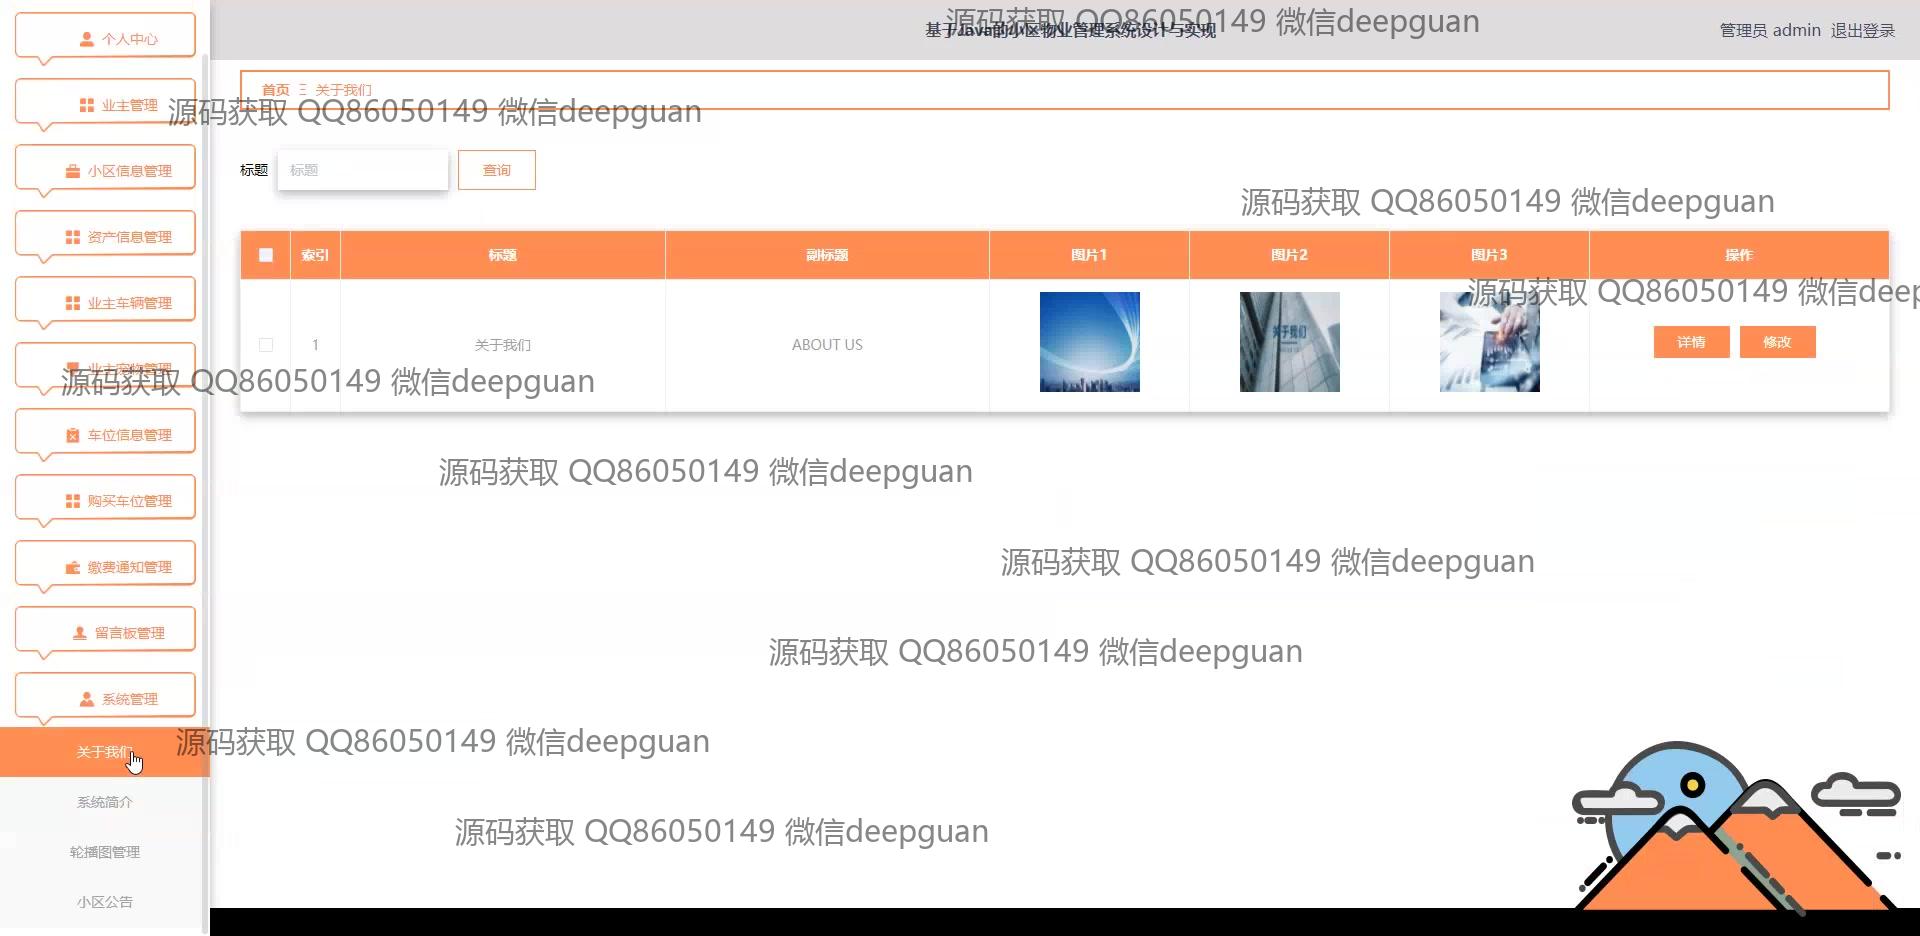 个人中心
业主管理
小区信息管理
资产信息管理
业主车辆管理
业主宠物管理
车位信息管理
购买车位管理
缴费通知管理
留言板管理
系统管理
关于我们
系统简介
轮播图管理
小区公告
基于Java的小区物业管理系统设计与实现
源码获取 QQ86050149 微信deepguan
管理员 admin 退出登录
首页 关于我们
源码获取 QQ86050149 微信deepguan
标题 标题 查询
源码获取 QQ86050149 微信deepguan
索引 标题 副标题 图片1 图片2 图片3 操作
源码获取 QQ86050149 微信deep
1 关于我们 ABOUT US 关于我们 详情 修改
源码获取 QQ86050149 微信deepguan
源码获取 QQ86050149 微信deepguan
源码获取 QQ86050149 微信deepguan
源码获取 QQ86050149 微信deepguan
源码获取 QQ86050149 微信deepguan
源码获取 QQ86050149 微信deepguan